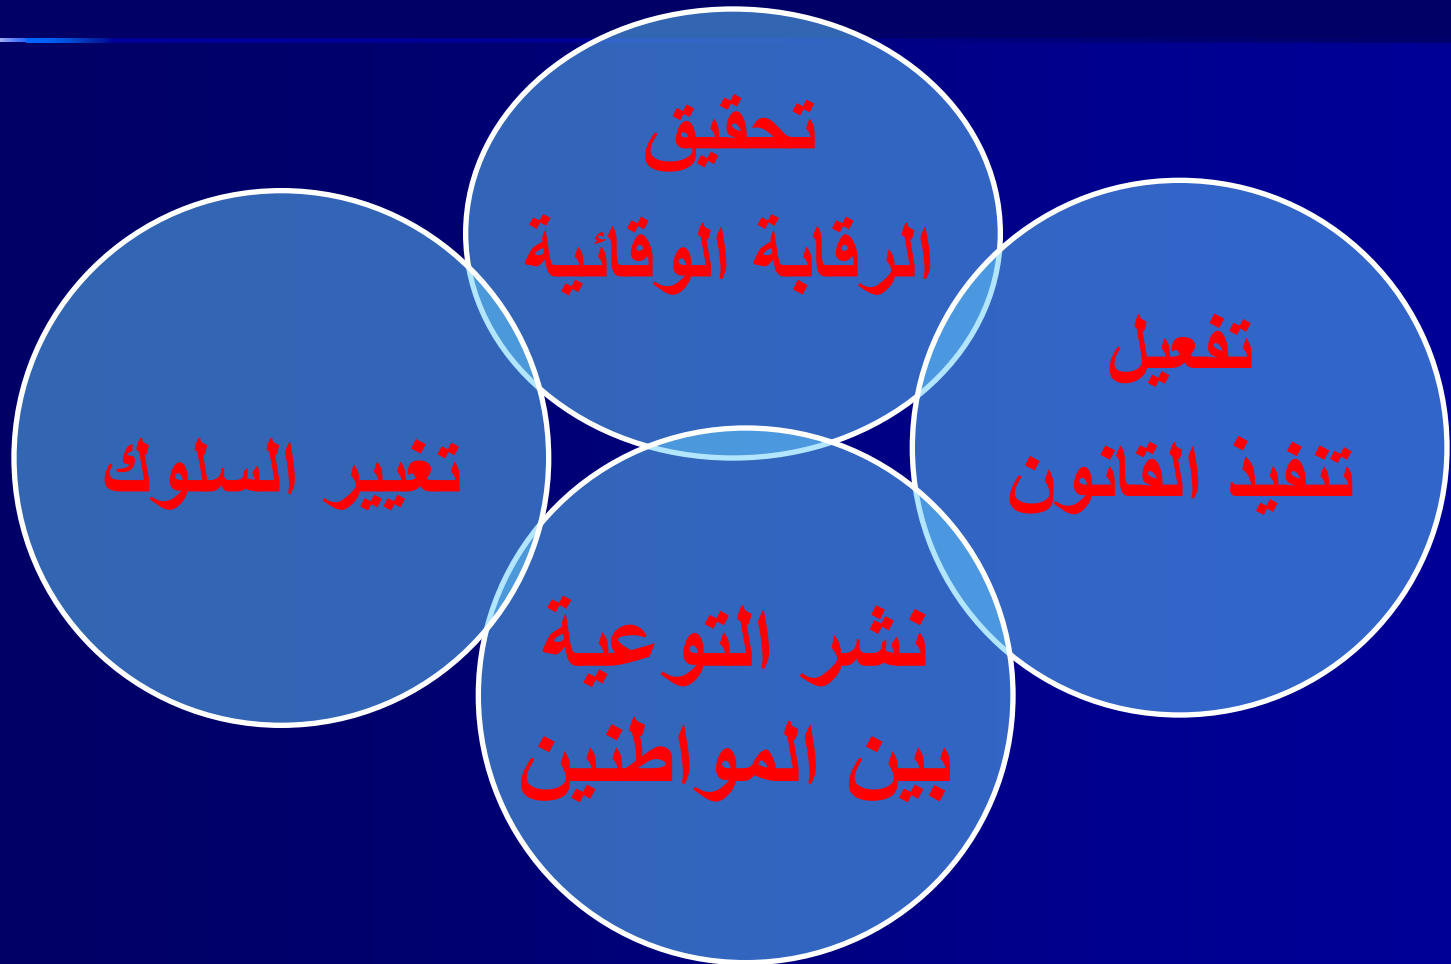 تحقيق
الرقابة الوقائية
تفعيل
تنفيذ القانون
تغيير السلوك
نشر التوعية
بين المواطنين